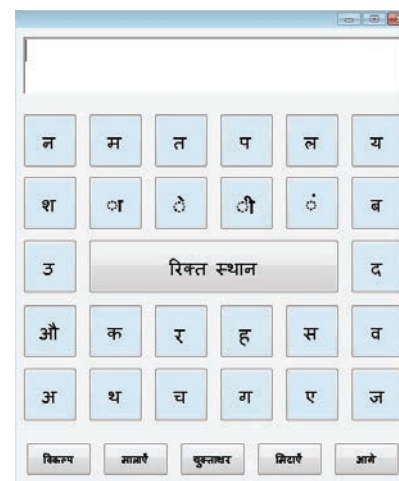 न म त प ल य
श ा े ी ं ब
उ रिक्त स्थान द
औ क र ह स व
अ थ च ग ए ज
विकल्प मात्राएँ युक्ताक्षर मिटाएँ आगे